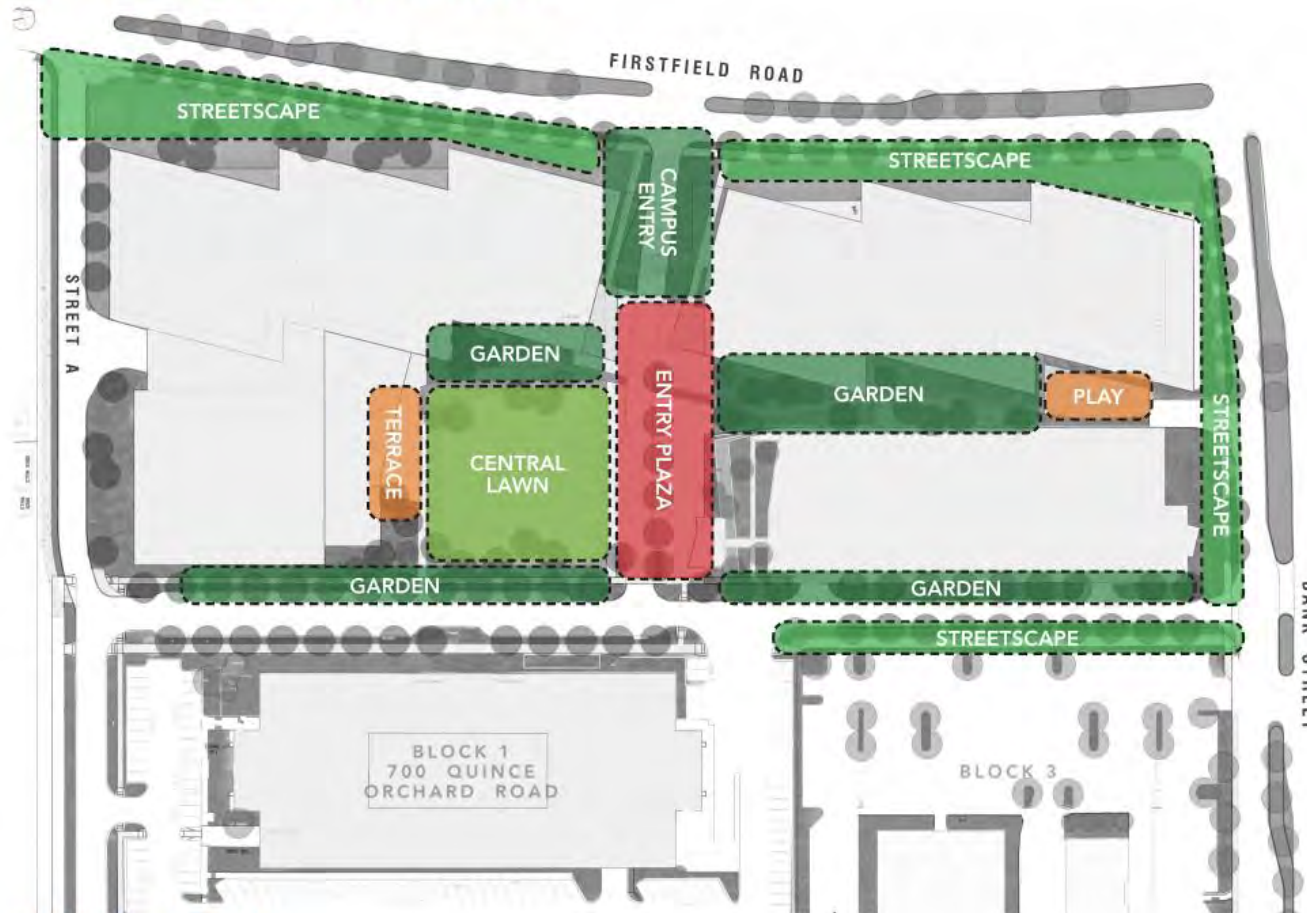 FIRSTFIELD ROAD
STREETSCAPE
STREETSCAPE
CAMPUS
ENTRY
STREET A
GARDEN
GARDEN
PLAY
TERRACE
CENTRAL
LAWN
ENTRY PLAZA
STREETSCAPE
GARDEN
GARDEN
STREETSCAPE
BLOCK 1
700 QUINCE
ORCHARD ROAD
BLOCK 3